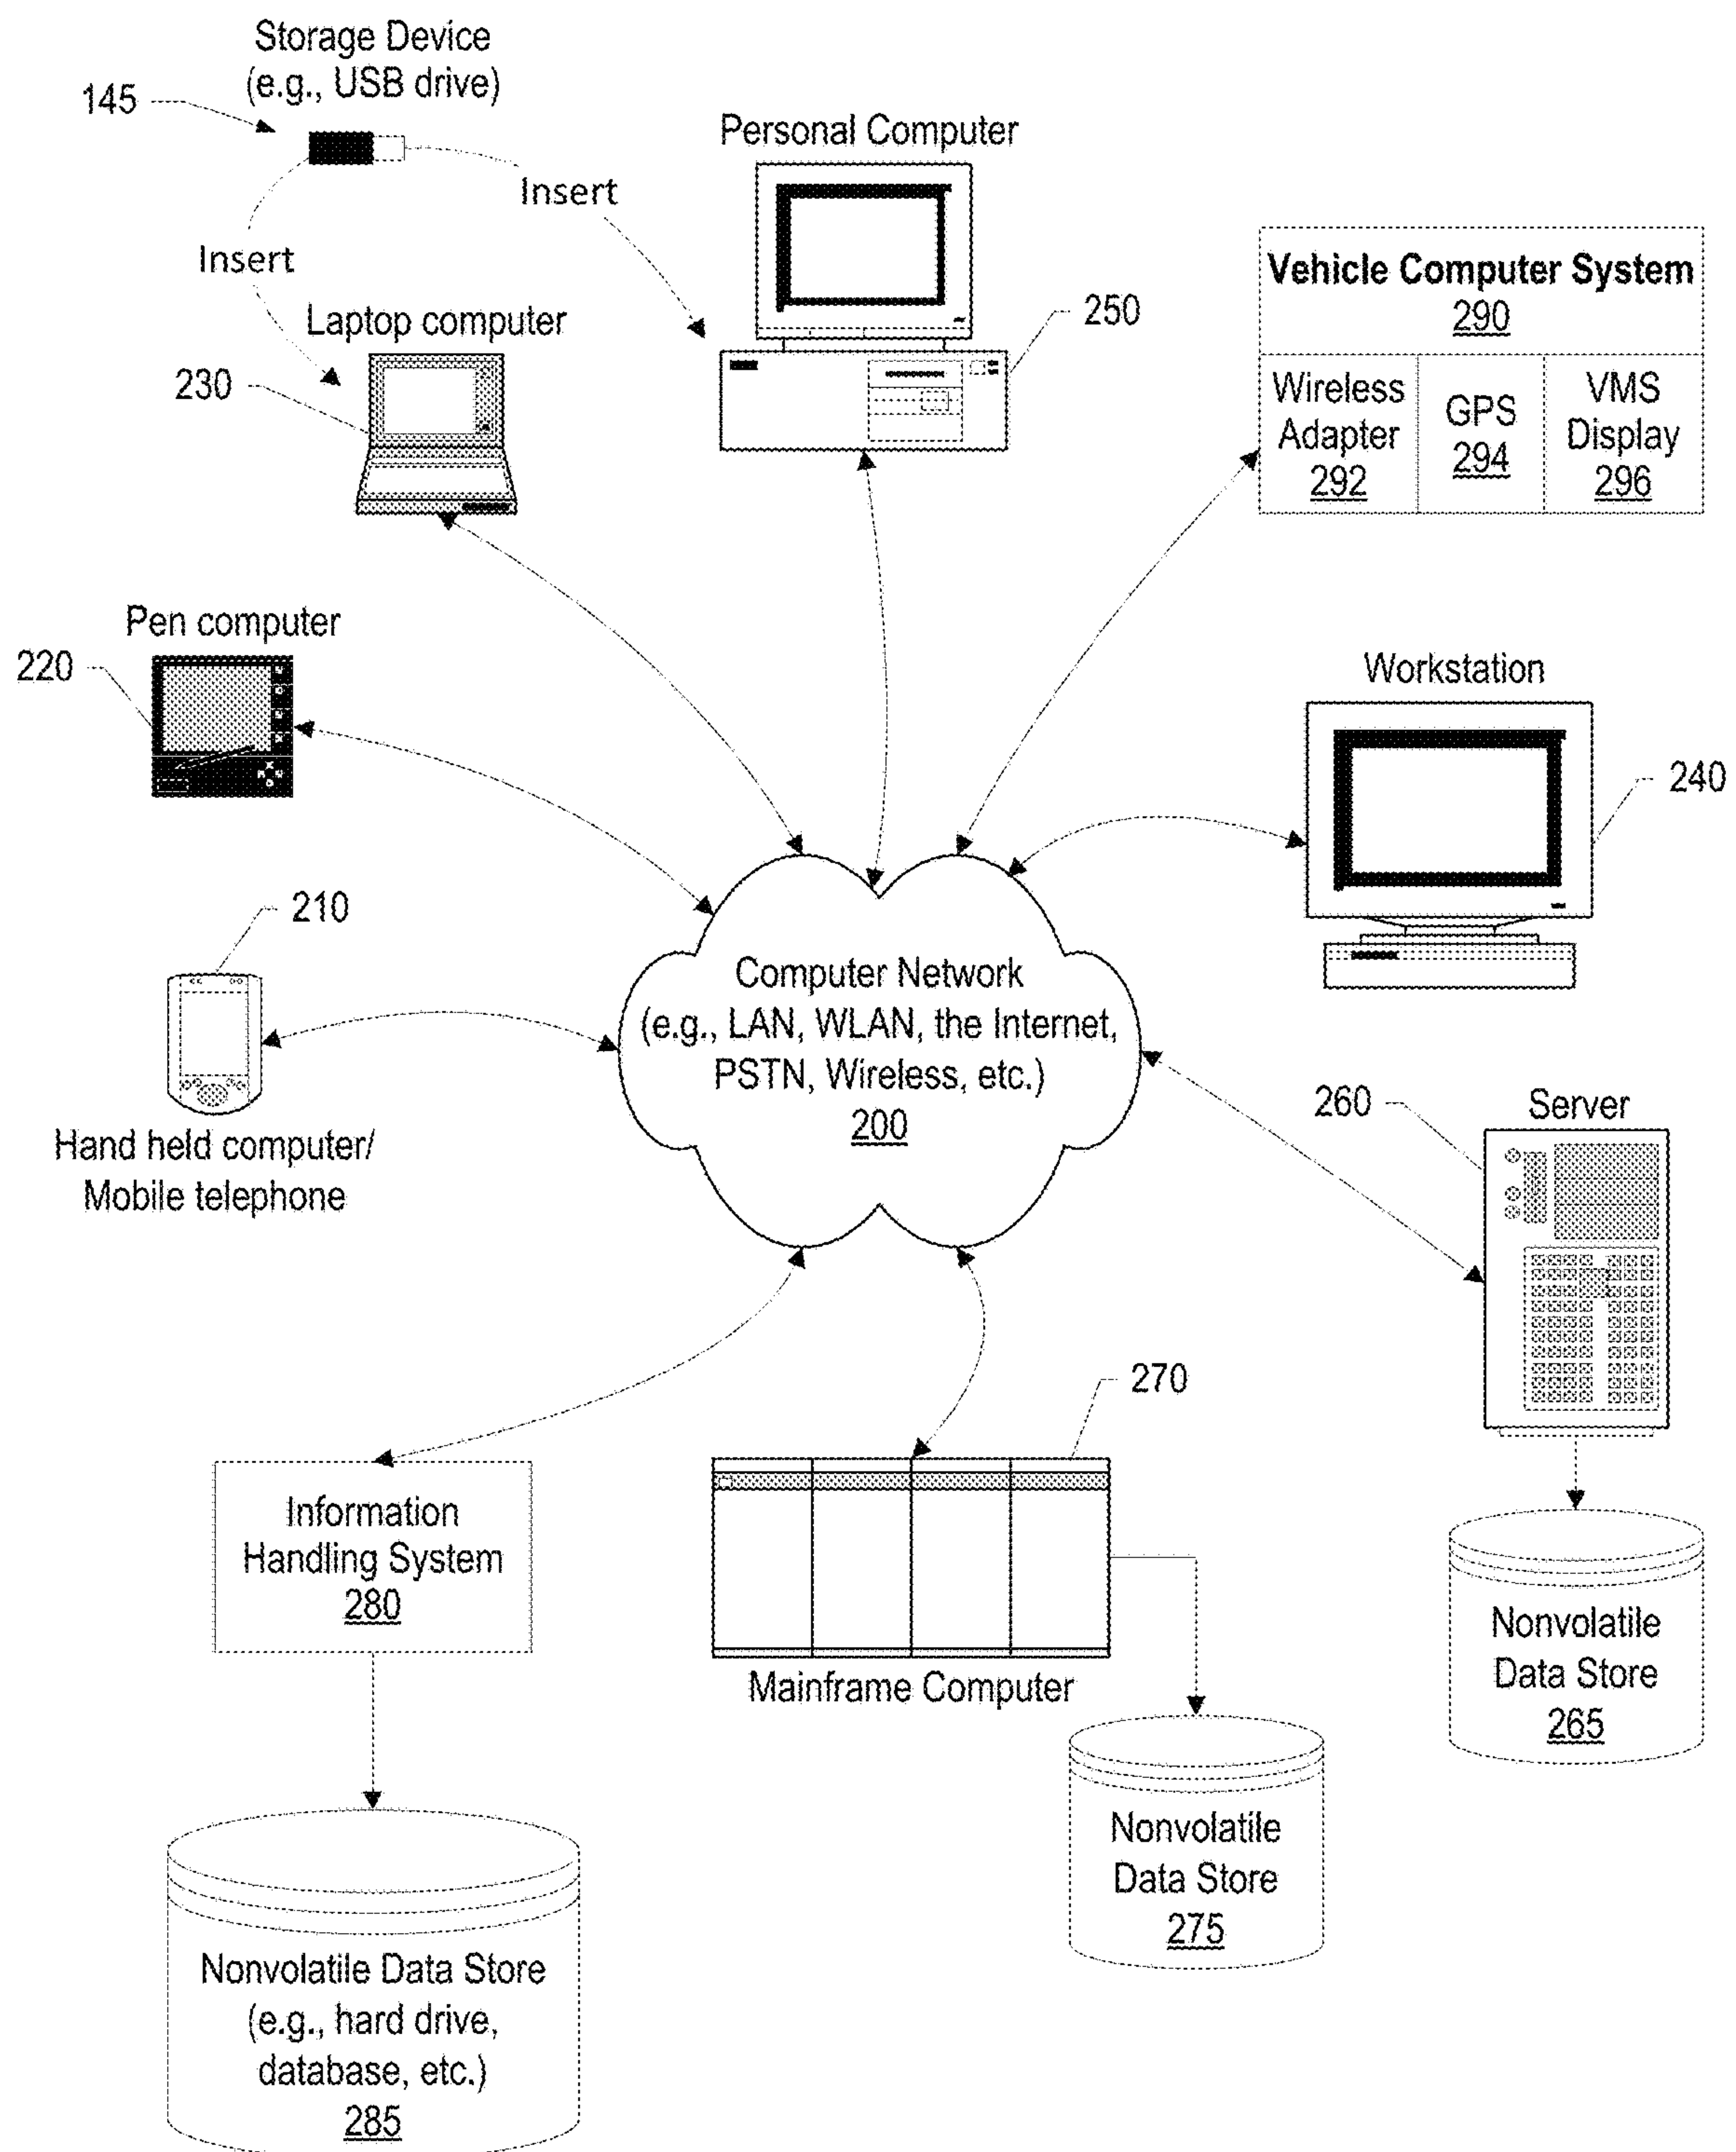 Storage Device
(e.g., USB drive)
145
Insert
Insert
Personal Computer
250
Vehicle Computer System
290
Wireless
Adapter
292
GPS
294
VMS
Display
296
Laptop computer
230
Pen computer
220
Workstation
240
210
Hand held computer/
Mobile telephone
Computer Network
(e.g., LAN, WLAN, the Internet,
PSTN, Wireless, etc.)
200
260
Server
270
Mainframe Computer
Information
Handling System
280
Nonvolatile
Data Store
265
Nonvolatile
Data Store
275
Nonvolatile Data Store
(e.g., hard drive,
database, etc.)
285